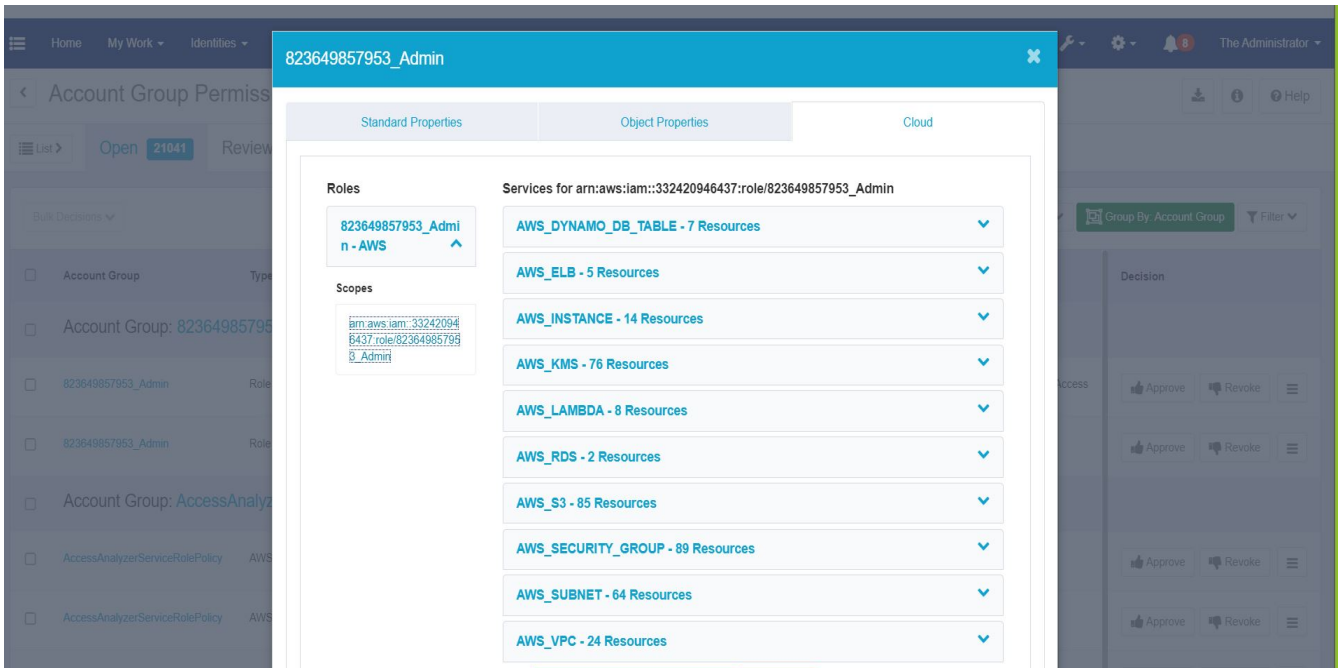 Home My Work Identities
8 The Administrator
823649857953_Admin
Account Group Permiss
Help
Standard Properties Object Properties Cloud
List Open 21041 Review
Roles
Services for arn:aws:iam::332420946437:role/823649857953_Admin
Bulk Decisions
Group By: Account Group Filter
823649857953_Admi
n - AWS
AWS_DYNAMO_DB_TABLE - 7 Resources
AWS_ELB - 5 Resources
Account Group Type
Decision
Scopes
arn:aws:iam::33242094
6437:role/82364985795
3_Admin
AWS_INSTANCE - 14 Resources
Account Group: 82364985795
AWS_KMS - 76 Resources
823649857953_Admin Role
Access
Approve Revoke
AWS_LAMBDA - 8 Resources
823649857953_Admin Role
Approve Revoke
AWS_RDS - 2 Resources
AWS_S3 - 85 Resources
Account Group: AccessAnalyz
AWS_SECURITY_GROUP - 89 Resources
AccessAnalyzerServiceRolePolicy AWS
Approve Revoke
AWS_SUBNET - 64 Resources
AccessAnalyzerServiceRolePolicy AWS
Approve Revoke
AWS_VPC - 24 Resources